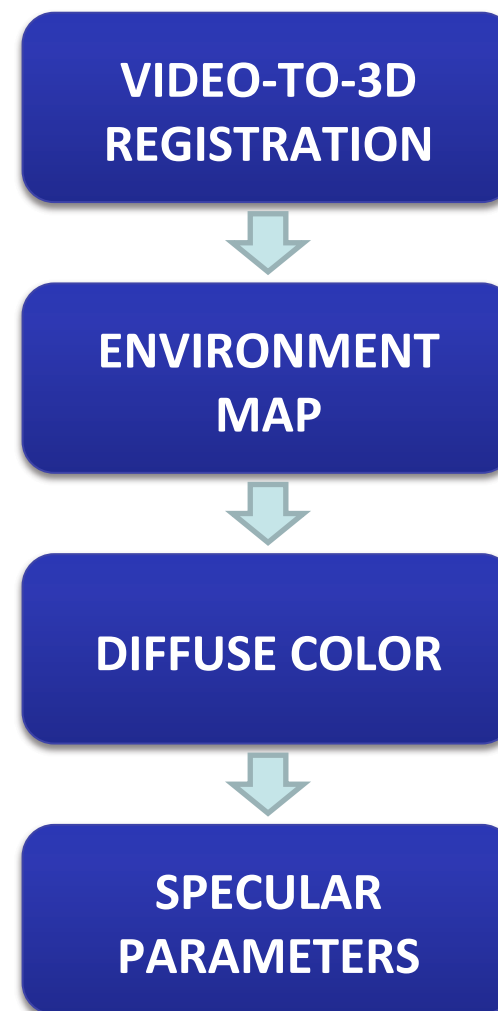 VIDEO-TO-3D
REGISTRATION
ENVIRONMENT
MAP
DIFFUSE COLOR
SPECULAR
PARAMETERS